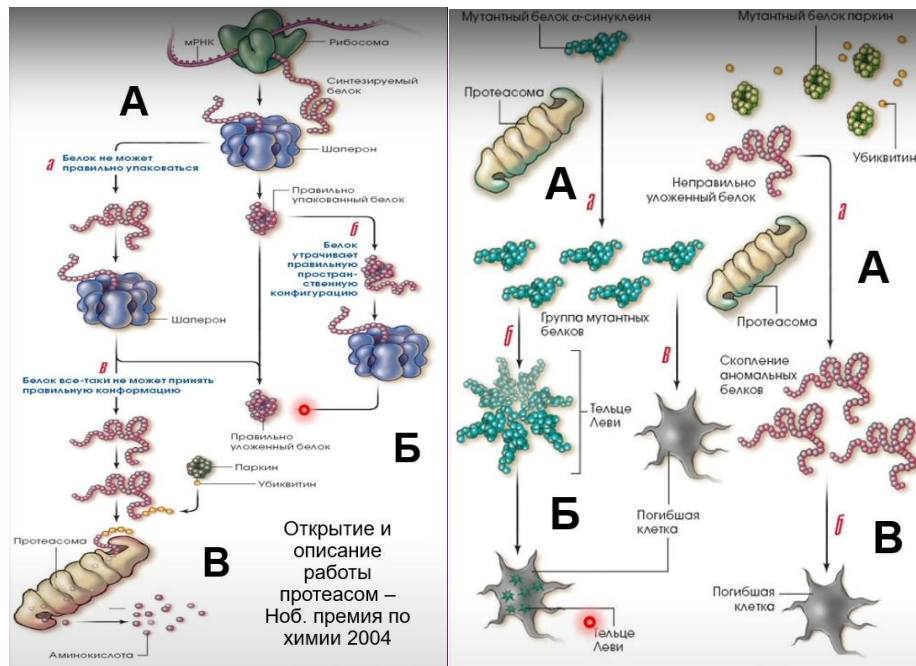 мРНК
Рибосома
Синтезируемый
белок
А
Шаперон
а
Белок не может
правильно упаковаться
Правильно
упакованный белок
б
Белок
утрачивает
правильную
простран-
ственную
конфигурацию
Шаперон
в
Белок все-таки не может принять
правильную конформацию
Правильно
уложенный белок
Б
Паркин
Убиквитин
Протеасома
В
Аминокислота
Открытие и
описание
работы
протеасом –
Ноб. премия по
химии 2004
Мутантный белок α-синуклеин
Протеасома
А
а
Группа мутантных
белков
б
в
Тельце
Леви
Б
Погибшая
клетка
Тельце
Леви
Мутантный белок паркин
Убиквитин
Неправильно
уложенный белок
а
А
Протеасома
Скопление
аномальных
белков
б
В
Погибшая
клетка